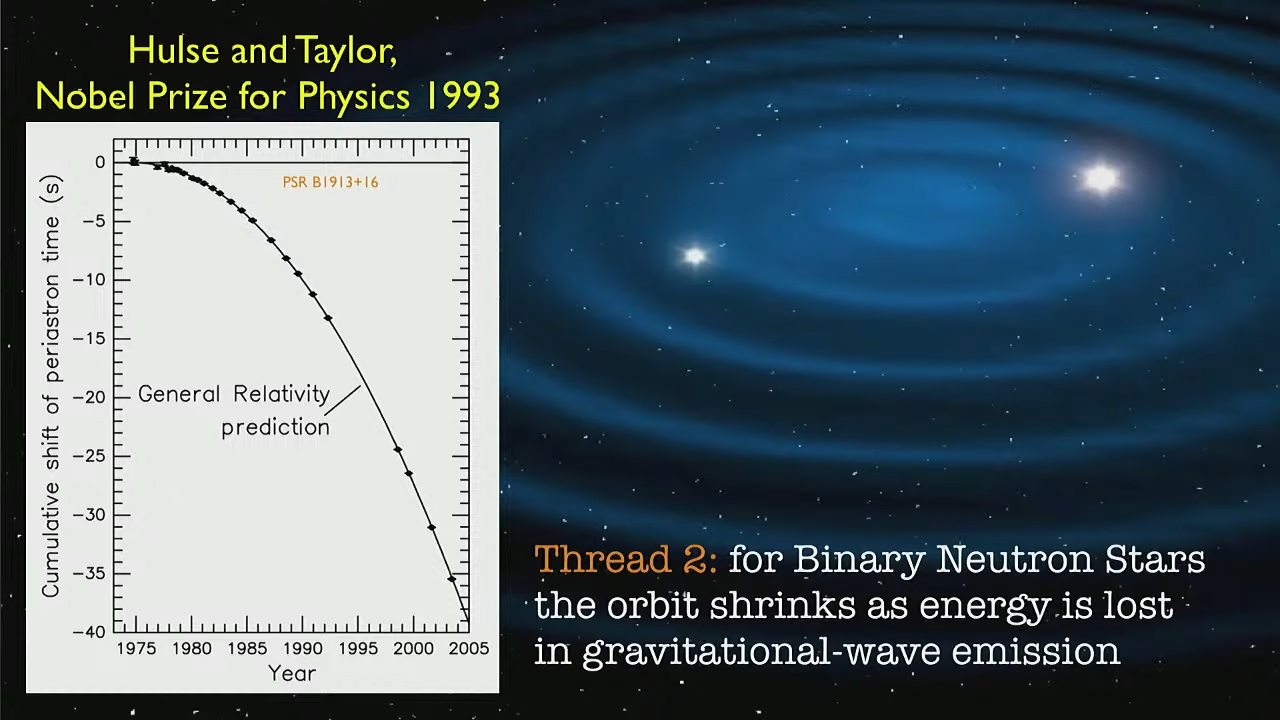 Hulse and Taylor,
Nobel Prize for Physics 1993
0
PSR B1913+16
−5
−10
−15
General Relativity
prediction
−20
−25
−30
−35
−40
Cumulative shift of periastron time (s)
1975 1980 1985 1990 1995 2000 2005
Year
Thread 2: for Binary Neutron Stars
the orbit shrinks as energy is lost
in gravitational-wave emission